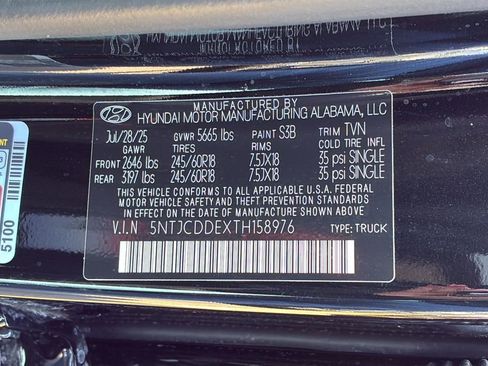 MANUFACTURED BY
HYUNDAI MOTOR MANUFACTURING ALABAMA, LLC
Jul/28/25 GVWR 5665 lbs PAINT S3B TRIM TVN
GAWR TIRES RIMS COLD TIRE INFL
FRONT 2646 lbs 245/60R18 7.5JX18 35 psi SINGLE
REAR 3197 lbs 245/60R18 7.5JX18 35 psi SINGLE
THIS VEHICLE CONFORMS TO ALL APPLICABLE U.S.A. FEDERAL
MOTOR VEHICLE SAFETY AND THEFT PREVENTION STANDARDS
IN EFFECT ON THE DATE OF MANUFACTURE SHOWN ABOVE.
V.I.N 5NTJCDDEXTH158976 TYPE: TRUCK
5100